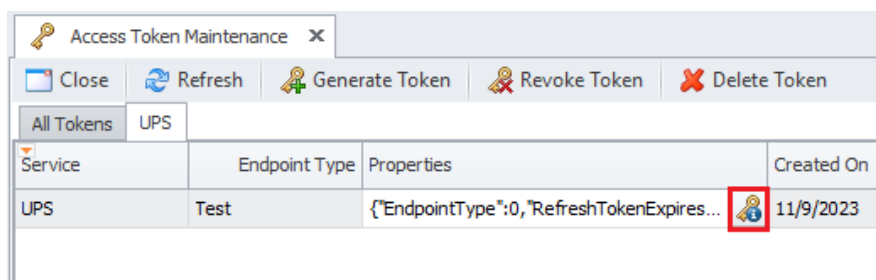 Access Token Maintenance
Close Refresh Generate Token Revoke Token Delete Token
All Tokens UPS
Service Endpoint Type Properties Created On
UPS Test {"EndpointType":0,"RefreshTokenExpires... 11/9/2023